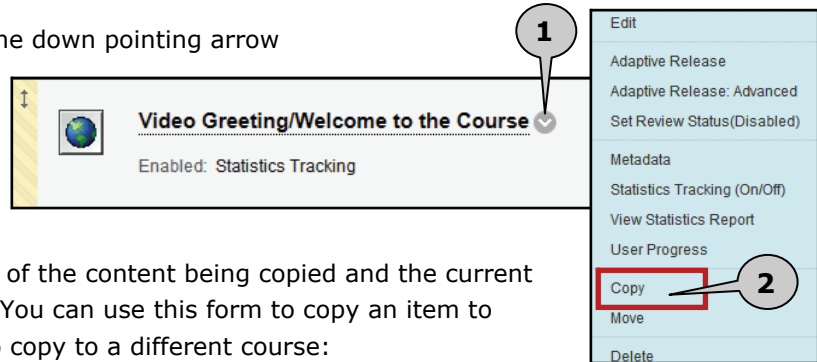 ne down pointing arrow
1
Video Greeting/Welcome to the Course
Enabled: Statistics Tracking
Edit
Adaptive Release
Adaptive Release: Advanced
Set Review Status(Disabled)
Metadata
Statistics Tracking (On/Off)
View Statistics Report
User Progress
Copy
2
Move
Delete
of the content being copied and the current
You can use this form to copy an item to
copy to a different course: